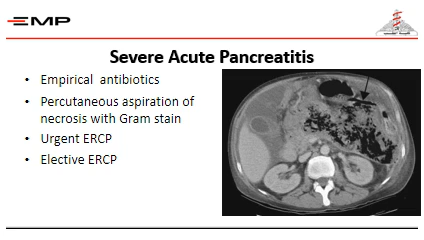 EMP
Severe Acute Pancreatitis
• Empirical antibiotics
• Percutaneous aspiration of
necrosis with Gram stain
• Urgent ERCP
• Elective ERCP